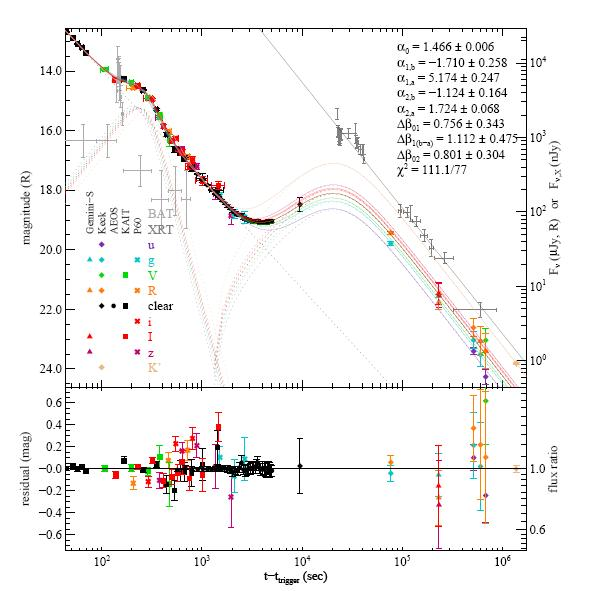 α0 = 1.466 ± 0.006
α1,b = −1.710 ± 0.258
α1,a = 5.174 ± 0.247
α2,b = −1.124 ± 0.164
α2,a = 1.724 ± 0.068
Δβ01 = 0.756 ± 0.343
Δβ1(b−a) = 1.112 ± 0.475
Δβ02 = 0.801 ± 0.304
χ² = 111.1/77
14.0
16.0
18.0
20.0
22.0
24.0
magnitude (R)
10⁴
10³
10²
10¹
10⁰
Fν (μJy, R) or Fν,X (nJy)
Gemini−S
Keck
AEOS
KAIT
P60
BAT
XRT
u
g
V
R
clear
i
I
z
K'
0.6
0.4
0.2
−0.0
−0.2
−0.4
−0.6
residual (mag)
1.0
0.6
flux ratio
10² 10³ 10⁴ 10⁵ 10⁶
t−ttrigger (sec)